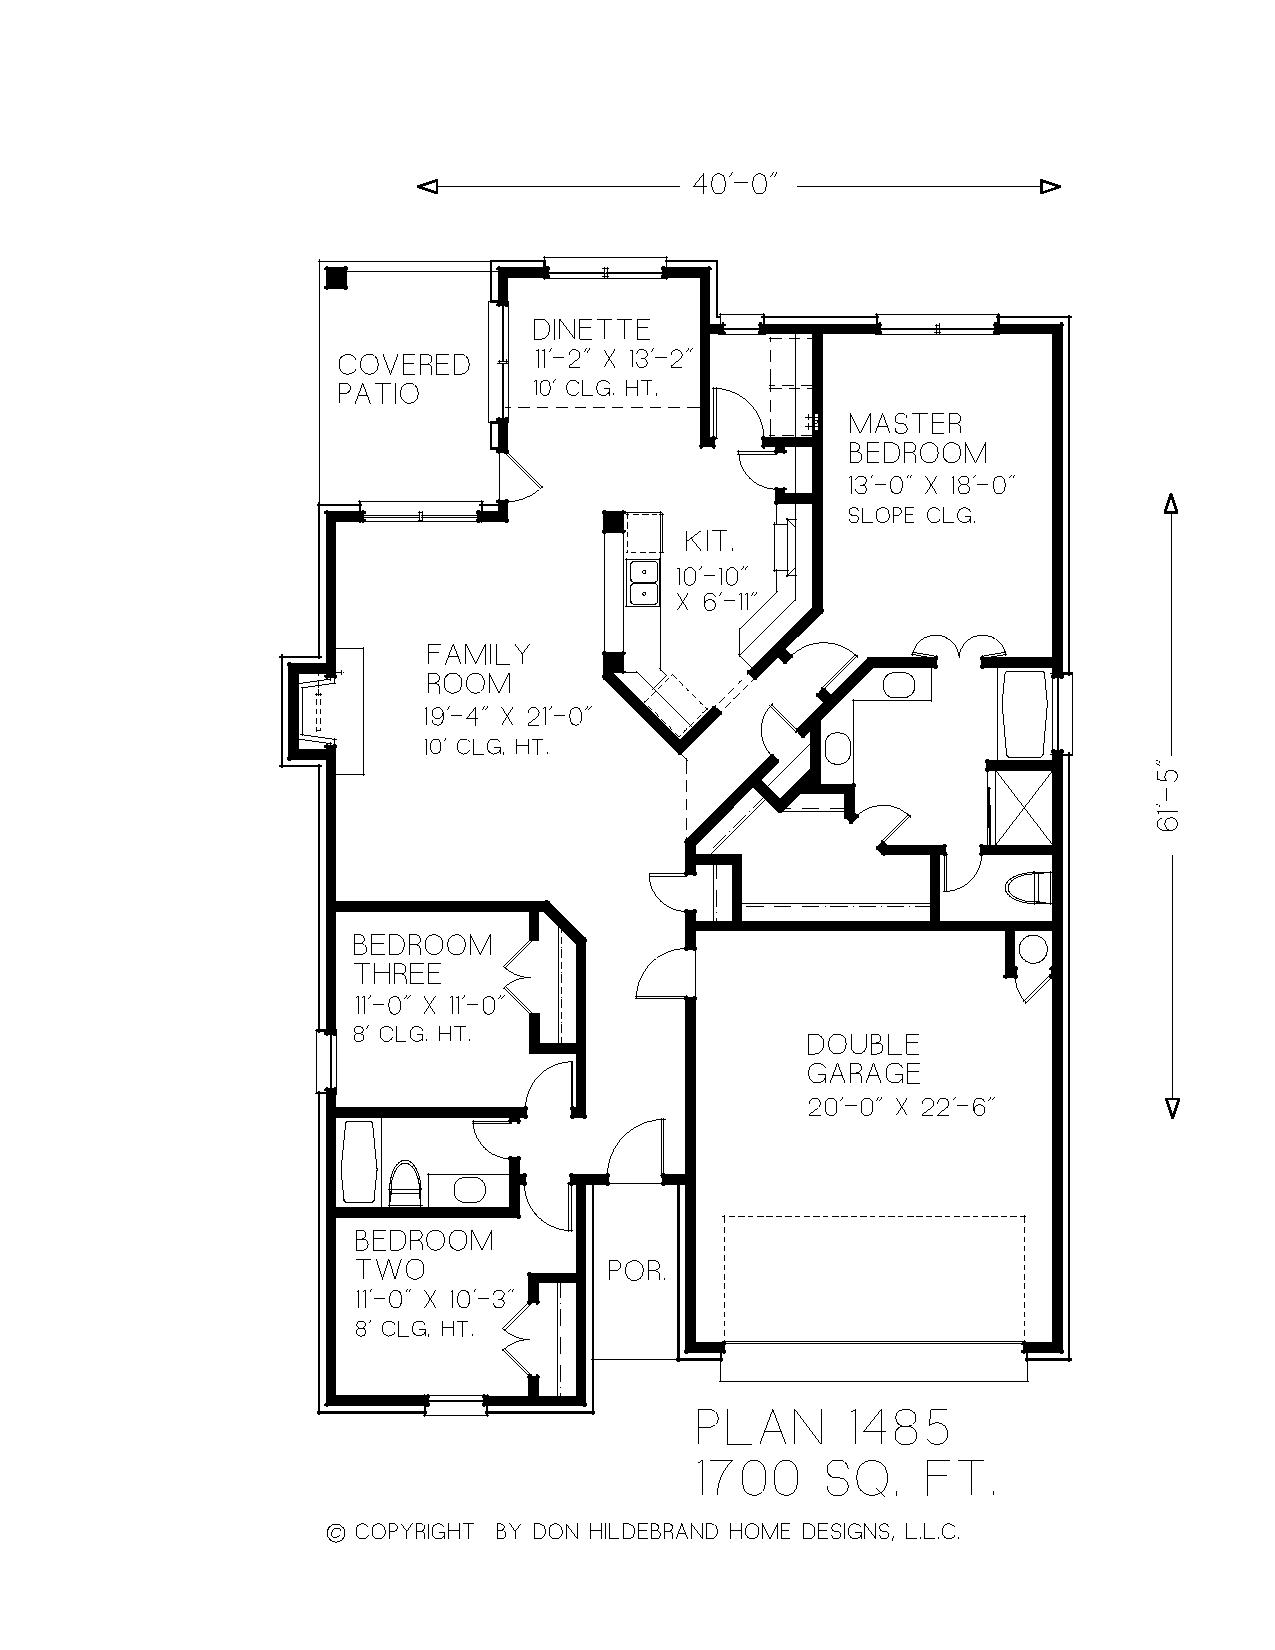 40'-0"
DINETTE
11'-2" X 13'-2"
10' CLG. HT.
COVERED
PATIO
MASTER
BEDROOM
13'-0" X 18'-0"
SLOPE CLG.
KIT.
10'-10"
X 6'-11"
FAMILY
ROOM
19'-4" X 21'-0"
10' CLG. HT.
61'-5"
BEDROOM
THREE
11'-0" X 11'-0"
8' CLG. HT.
DOUBLE
GARAGE
20'-0" X 22'-6"
BEDROOM
TWO
11'-0" X 10'-3"
8' CLG. HT.
POR.
PLAN 1485
1700 SQ. FT.
© COPYRIGHT BY DON HILDEBRAND HOME DESIGNS, L.L.C.